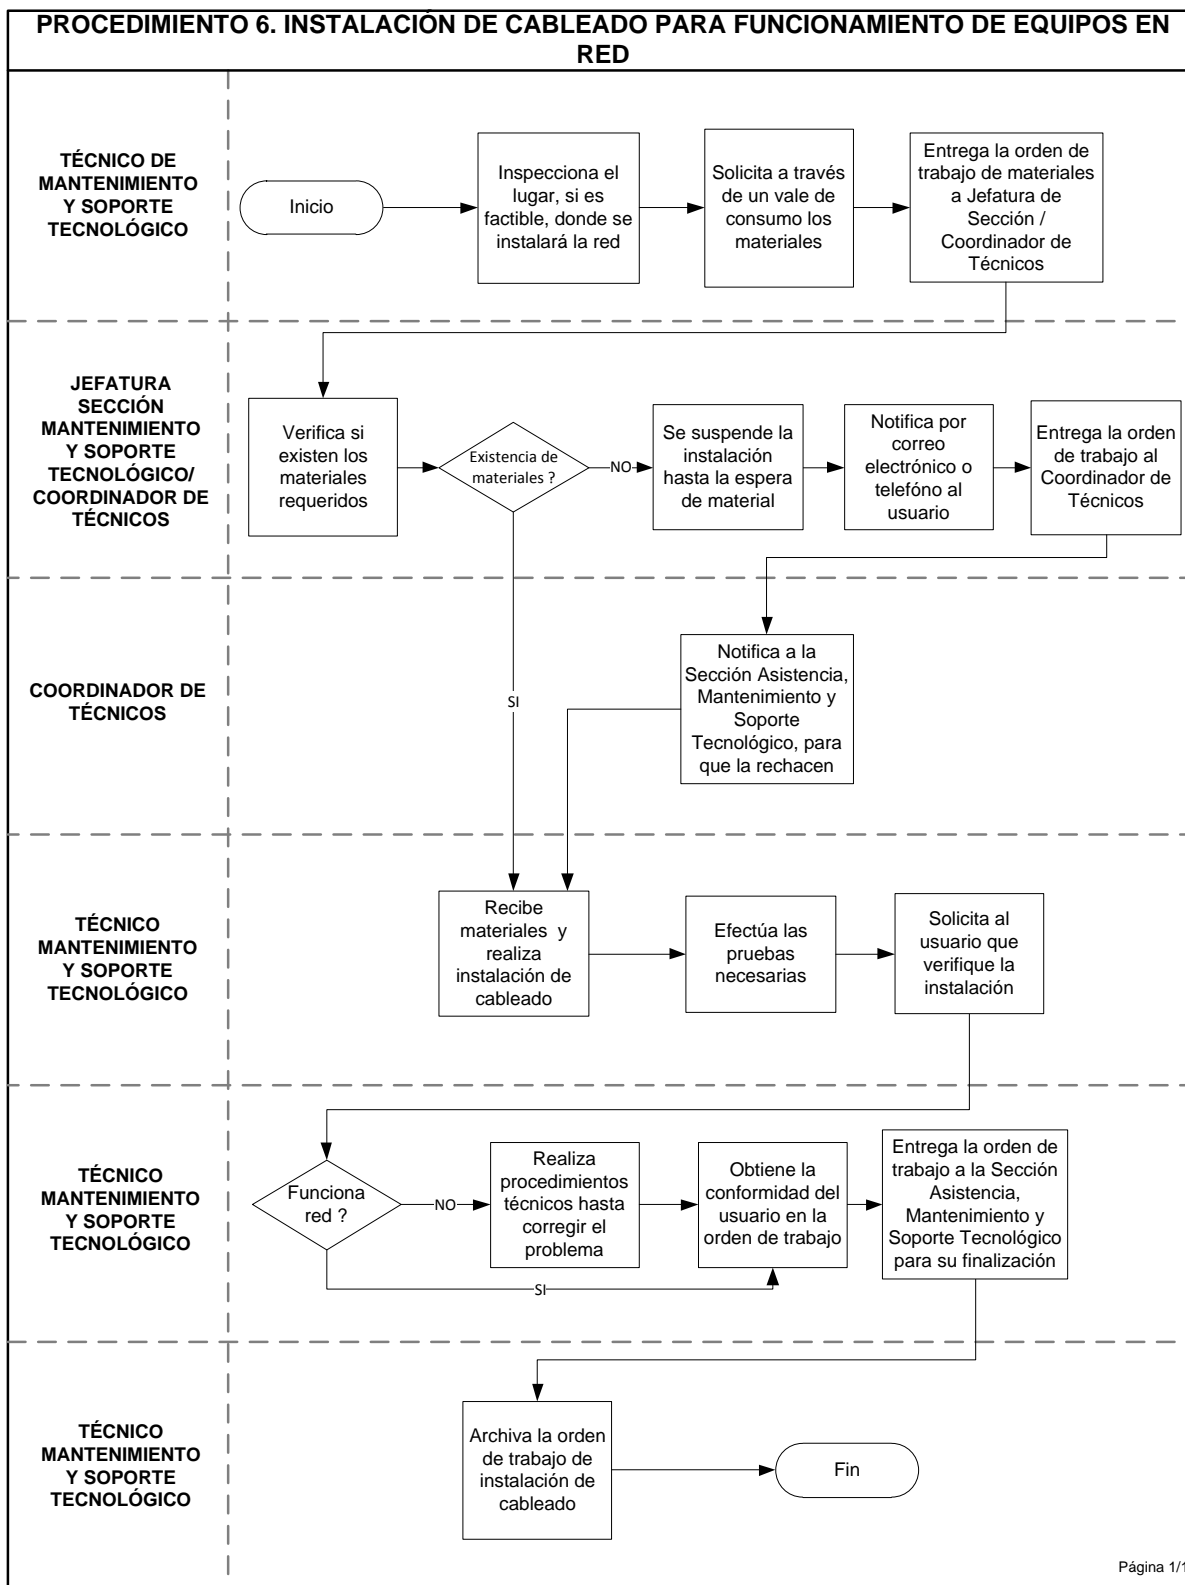 PROCEDIMIENTO 6. INSTALACIÓN DE CABLEADO PARA FUNCIONAMIENTO DE EQUIPOS EN
RED
TÉCNICO DE
MANTENIMIENTO
Y SOPORTE
TECNOLÓGICO
Inicio
Inspecciona el
lugar, si es
factible, donde se
instalará la red
Solicita a través
de un vale de
consumo los
materiales
Entrega la orden de
trabajo de materiales
a Jefatura de
Sección /
Coordinador de
Técnicos
JEFATURA
SECCIÓN
MANTENIMIENTO
Y SOPORTE
TECNOLÓGICO/
COORDINADOR DE
TÉCNICOS
Verifica si
existen los
materiales
requeridos
Existencia de
materiales ?
NO
Se suspende la
instalación
hasta la espera
de material
Notifica por
correo
electrónico o
telefóno al
usuario
Entrega la orden
de trabajo al
Coordinador de
Técnicos
SI
COORDINADOR DE
TÉCNICOS
Notifica a la
Sección Asistencia,
Mantenimiento y
Soporte
Tecnológico, para
que la rechacen
TÉCNICO
MANTENIMIENTO
Y SOPORTE
TECNOLÓGICO
Recibe
materiales y
realiza
instalación de
cableado
Efectúa las
pruebas
necesarias
Solicita al
usuario que
verifique la
instalación
TÉCNICO
MANTENIMIENTO
Y SOPORTE
TECNOLÓGICO
Funciona
red ?
NO
Realiza
procedimientos
técnicos hasta
corregir el
problema
Obtiene la
conformidad del
usuario en la
orden de trabajo
Entrega la orden de
trabajo a la Sección
Asistencia,
Mantenimiento y
Soporte Tecnológico
para su finalización
SI
TÉCNICO
MANTENIMIENTO
Y SOPORTE
TECNOLÓGICO
Archiva la orden
de trabajo de
instalación de
cableado
Fin
Página 1/1